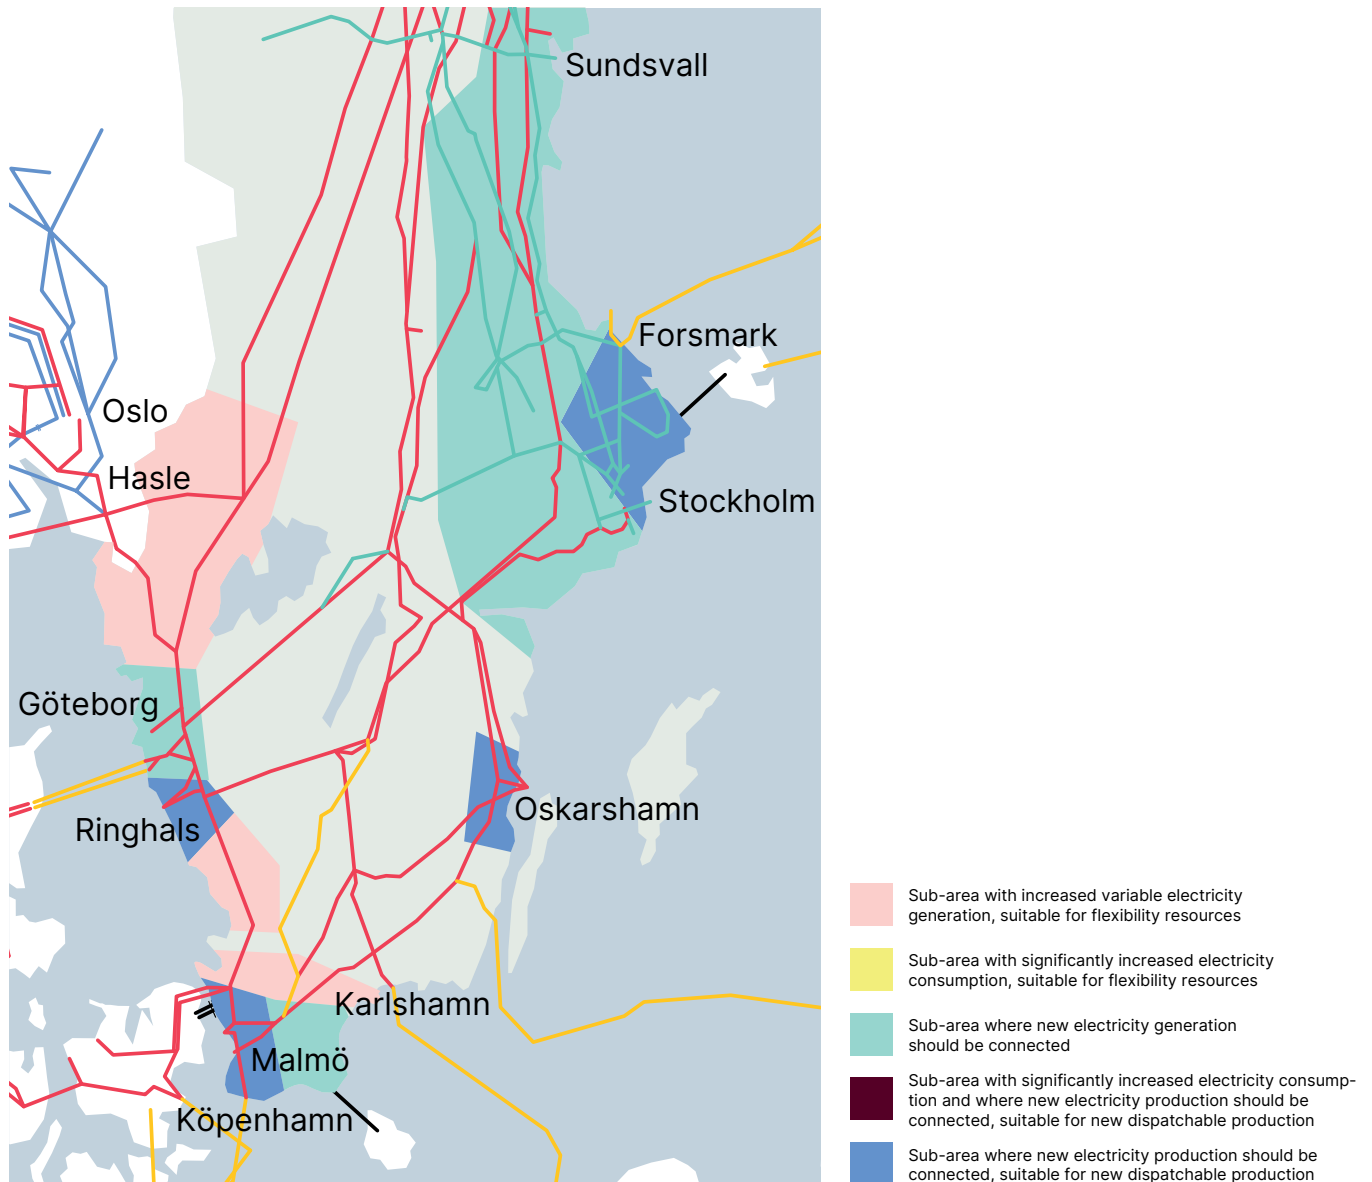 Sundsvall
Forsmark
Oslo
Hasle
Stockholm
Göteborg
Oskarshamn
Ringhals
Karlshamn
Malmö
Köpenhamn
Sub-area with increased variable electricity
generation, suitable for flexibility resources
Sub-area with significantly increased electricity
consumption, suitable for flexibility resources
Sub-area where new electricity generation
should be connected
Sub-area with significantly increased electricity consump-
tion and where new electricity production should be
connected, suitable for new dispatchable production
Sub-area where new electricity production should be
connected, suitable for new dispatchable production